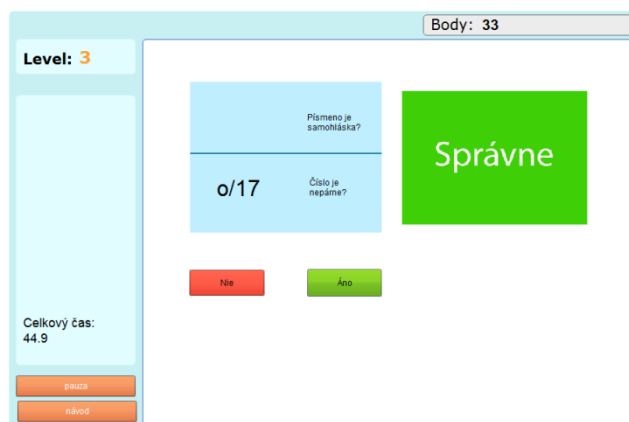 Body: 33
Level: 3
Písmeno je
samohláska?
o/17
Číslo je
nepárne?
Správne
Nie
Áno
Celkový čas:
44.9
pauza
návod